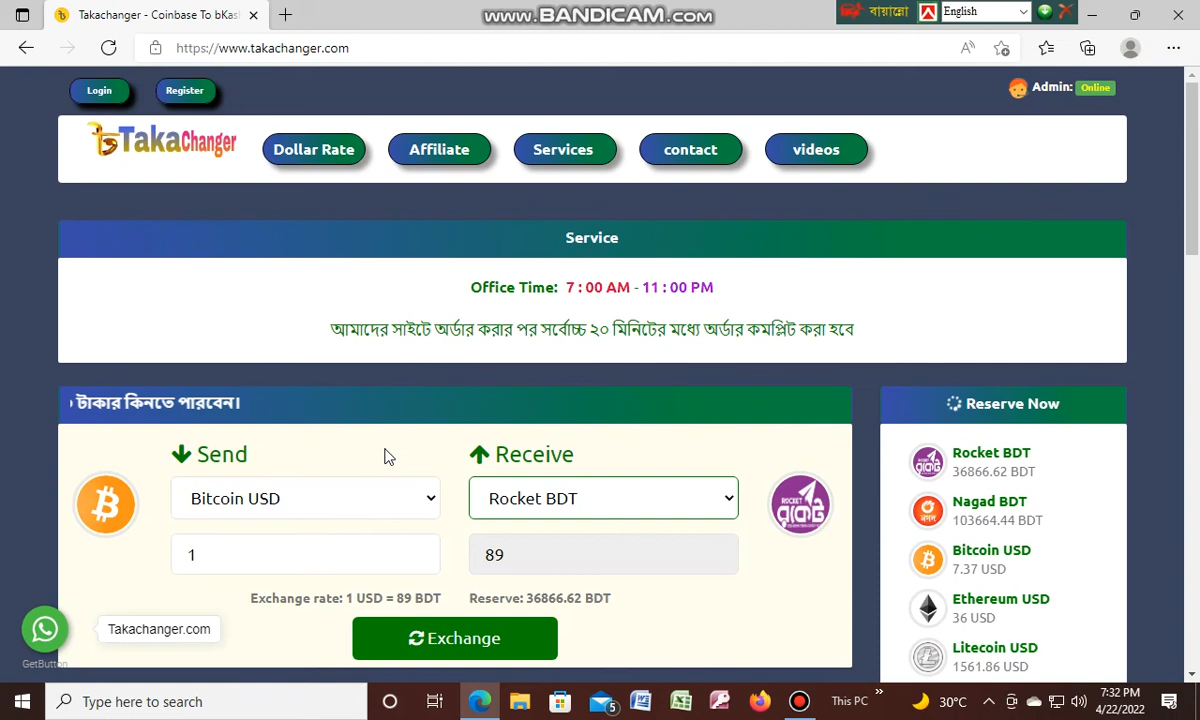 Takachanger - Coinbase To bKas
www.BANDICAM.com
বায়ান্নো
English
https://www.takachanger.com
Login
Register
Admin: Online
TakaChanger
Dollar Rate
Affiliate
Services
contact
videos
Service
Office Time: 7 : 00 AM - 11 : 00 PM
আমাদের সাইটে অর্ডার করার পর সর্বোচ্চ ২০ মিনিটের মধ্যে অর্ডার কমপ্লিট করা হবে
টাকার কিনতে পারবেন।
Reserve Now
Send
Receive
Bitcoin USD
Rocket BDT
1
89
Exchange rate: 1 USD = 89 BDT
Reserve: 36866.62 BDT
Exchange
Rocket BDT
36866.62 BDT
Nagad BDT
103664.44 BDT
Bitcoin USD
7.37 USD
Ethereum USD
36 USD
Litecoin USD
1561.86 USD
Takachanger.com
GetButton
Type here to search
5
This PC
30°C
7:32 PM
4/22/2022